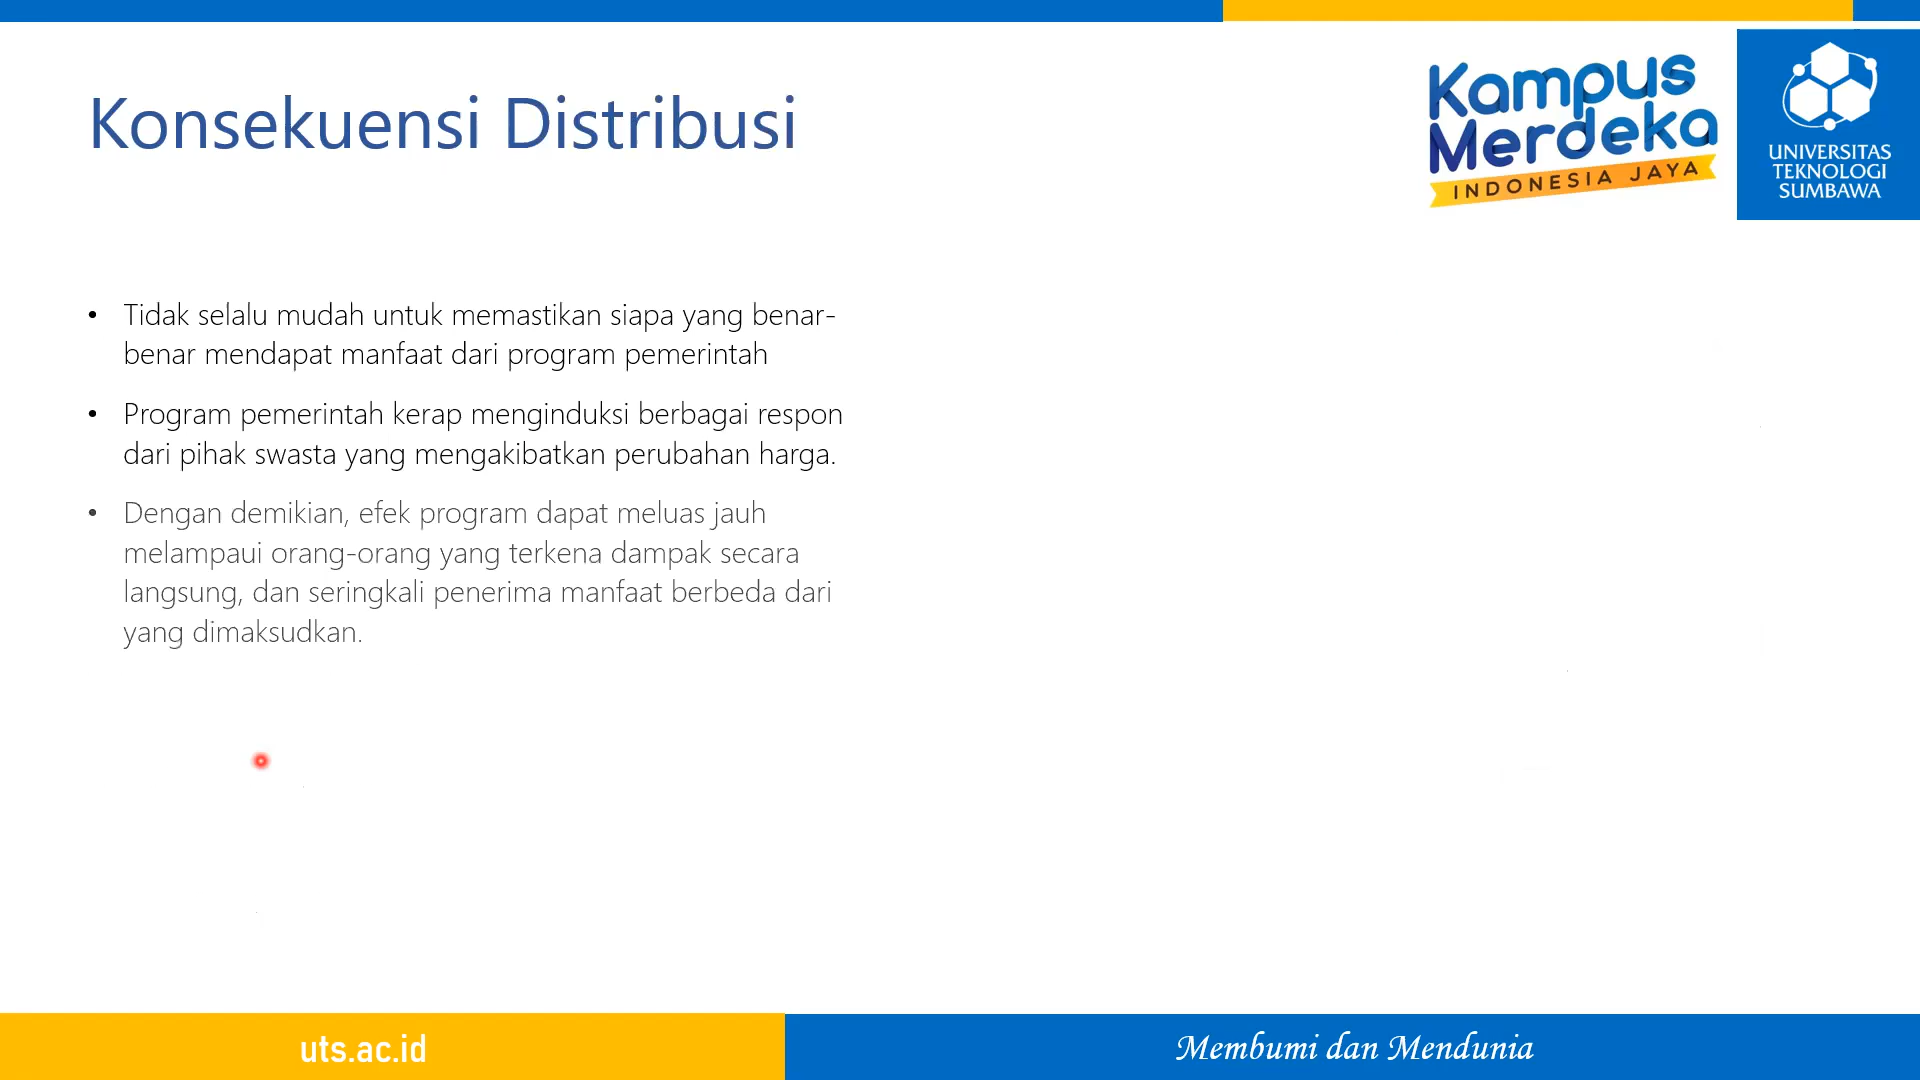 Konsekuensi Distribusi
Kampus
Merdeka
INDONESIA JAYA
UNIVERSITAS
TEKNOLOGI
SUMBAWA
• Tidak selalu mudah untuk memastikan siapa yang benar-
benar mendapat manfaat dari program pemerintah
• Program pemerintah kerap menginduksi berbagai respon
dari pihak swasta yang mengakibatkan perubahan harga.
• Dengan demikian, efek program dapat meluas jauh
melampaui orang-orang yang terkena dampak secara
langsung, dan seringkali penerima manfaat berbeda dari
yang dimaksudkan.
uts.ac.id
Membumi dan Mendunia